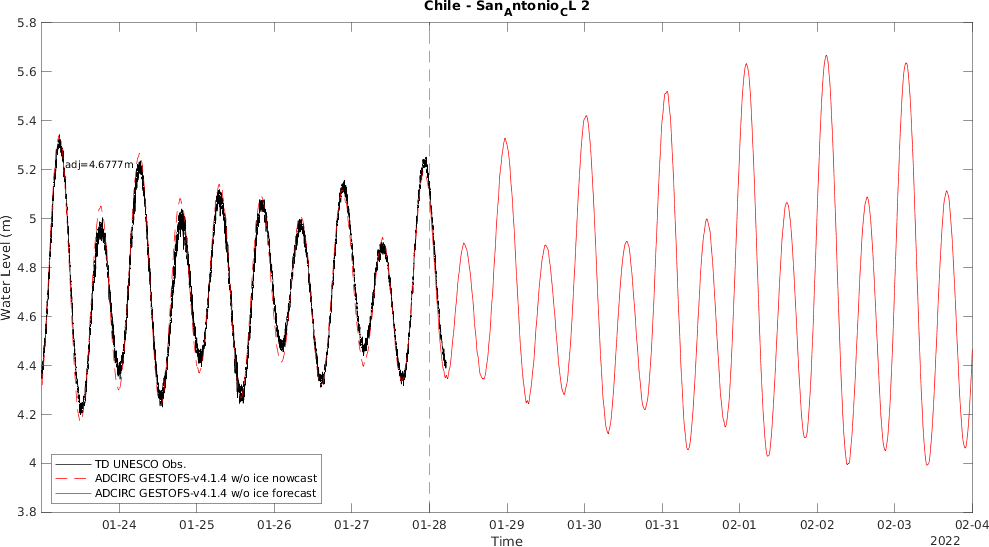 Chile - San_Antonio_CL 2
5.8
5.6
5.4
5.2
5
4.8
4.6
4.4
4.2
4
3.8
Water Level (m)
adj=4.6777m
TD UNESCO Obs.
ADCIRC GESTOFS-v4.1.4 w/o ice nowcast
ADCIRC GESTOFS-v4.1.4 w/o ice forecast
01-24 01-25 01-26 01-27 01-28 01-29 01-30 01-31 02-01 02-02 02-03 02-04
Time
2022